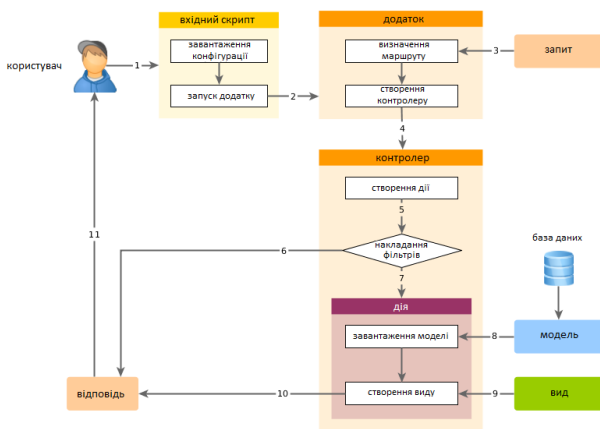 вхідний скрипт
додаток
завантаження
конфігурації
визначення
маршруту
3
запит
користувач
1
запуск додатку
2
створення
контролеру
4
контролер
створення дії
5
11
6
накладання
фільтрів
база даних
7
дія
завантаження моделі
8
модель
відповідь
10
створення виду
9
вид